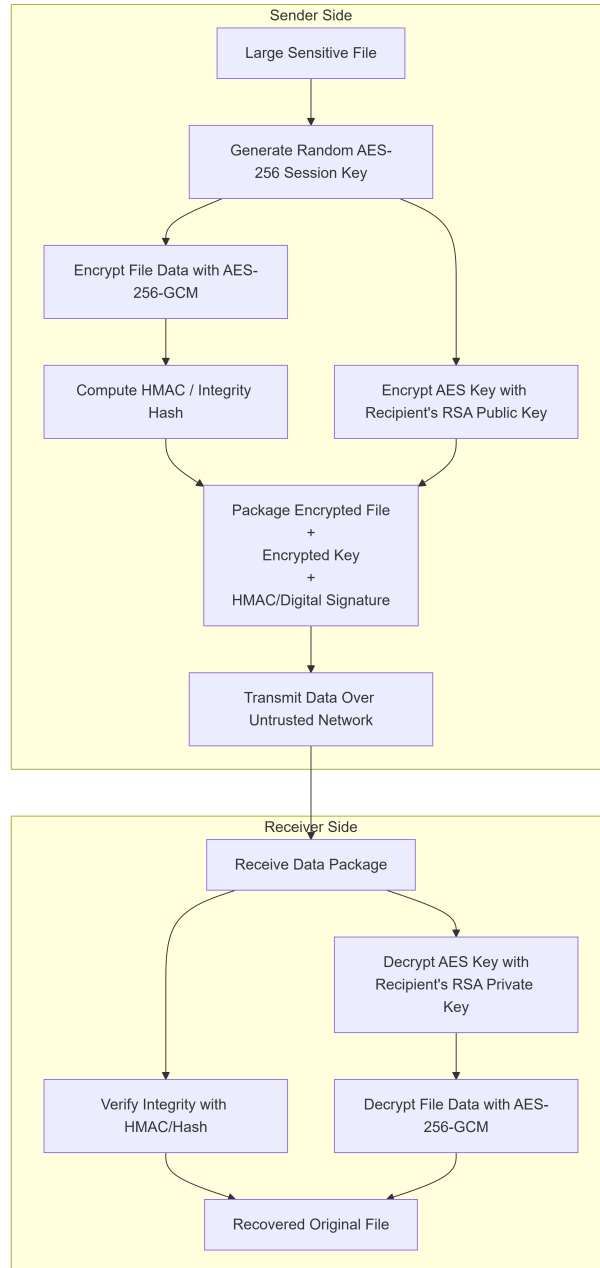 Sender Side
Large Sensitive File
Generate Random AES-
256 Session Key
Encrypt File Data with AES-
256-GCM
Compute HMAC / Integrity
Hash
Encrypt AES Key with
Recipient's RSA Public Key
Package Encrypted File
+
Encrypted Key
+
HMAC/Digital Signature
Transmit Data Over
Untrusted Network
Receiver Side
Receive Data Package
Decrypt AES Key with
Recipient's RSA Private
Key
Verify Integrity with
HMAC/Hash
Decrypt File Data with AES-
256-GCM
Recovered Original File